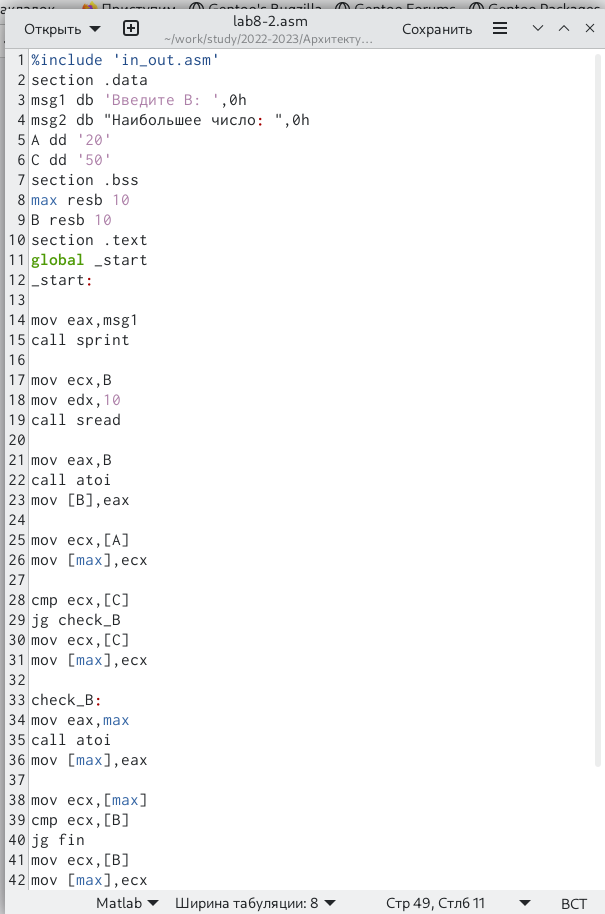 Приступим Gentoo's Bugzilla Gentoo Forums Gentoo Packages
Открыть lab8-2.asm Сохранить
~/work/study/2022-2023/Архитекту...
1 %include 'in_out.asm'
2 section .data
3 msg1 db 'Введите B: ',0h
4 msg2 db "Наибольшее число: ",0h
5 A dd '20'
6 C dd '50'
7 section .bss
8 max resb 10
9 B resb 10
10 section .text
11 global _start
12 _start:
13
14 mov eax,msg1
15 call sprint
16
17 mov ecx,B
18 mov edx,10
19 call sread
20
21 mov eax,B
22 call atoi
23 mov [B],eax
24
25 mov ecx,[A]
26 mov [max],ecx
27
28 cmp ecx,[C]
29 jg check_B
30 mov ecx,[C]
31 mov [max],ecx
32
33 check_B:
34 mov eax,max
35 call atoi
36 mov [max],eax
37
38 mov ecx,[max]
39 cmp ecx,[B]
40 jg fin
41 mov ecx,[B]
42 mov [max],ecx
Matlab Ширина табуляции: 8 Стр 49, Стлб 11 ВСТ